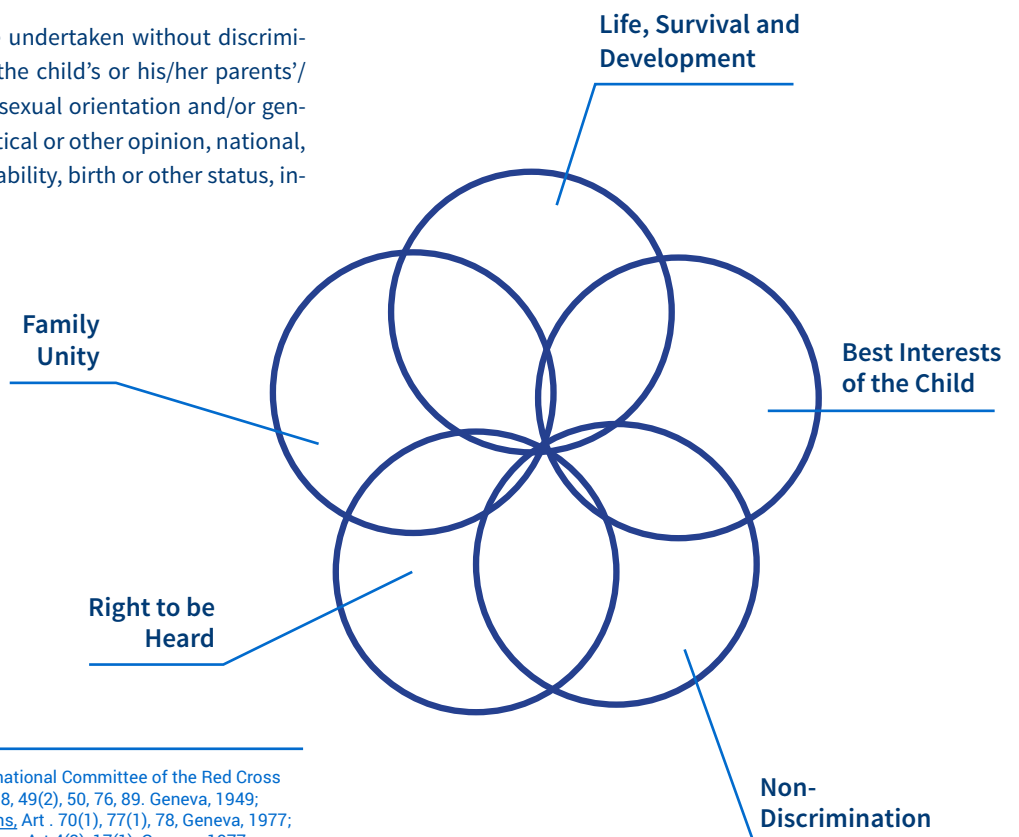 undertaken without discrimi-
the child's or his/her parents'/
sexual orientation and/or gen-
tical or other opinion, national,
ability, birth or other status, in-
Life, Survival and
Development
Family
Unity
Best Interests
of the Child
Right to be
Heard
Non-
Discrimination
national Committee of the Red Cross
8, 49(2), 50, 76, 89. Geneva, 1949;
ns, Art . 70(1), 77(1), 78, Geneva, 1977;